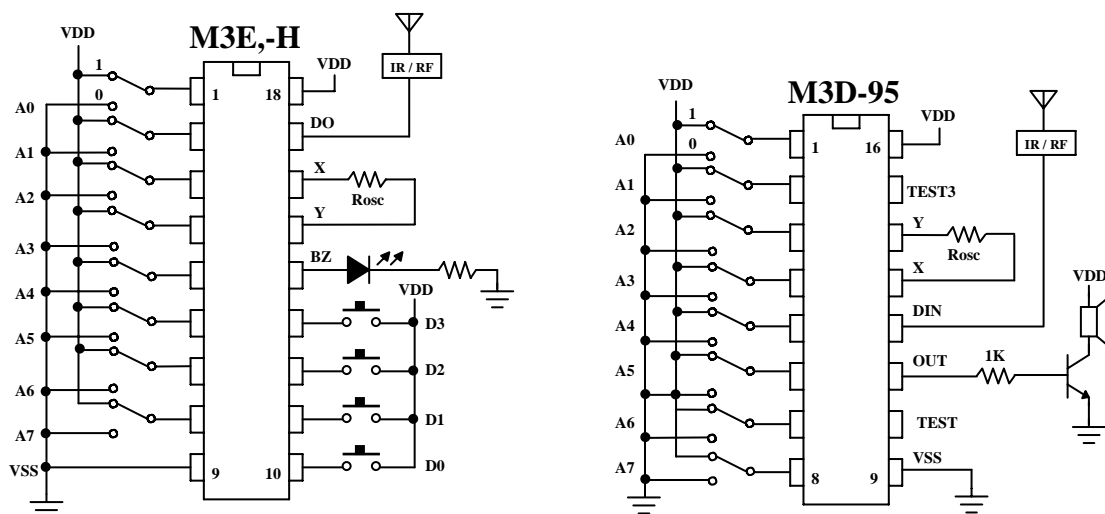 VDD
M3E,-H
IR / RF
1
0
1
18
VDD
DO
A0
A1
X
Rosc
Y
A2
A3
BZ
VDD
A4
D3
A5
D2
A6
D1
A7
VSS
9
10
D0
VDD
M3D-95
IR / RF
1
0
1
16
VDD
A0
A1
TEST3
A2
Y
Rosc
X
A3
VDD
A4
DIN
A5
OUT
1K
A6
TEST
A7
8
9
VSS